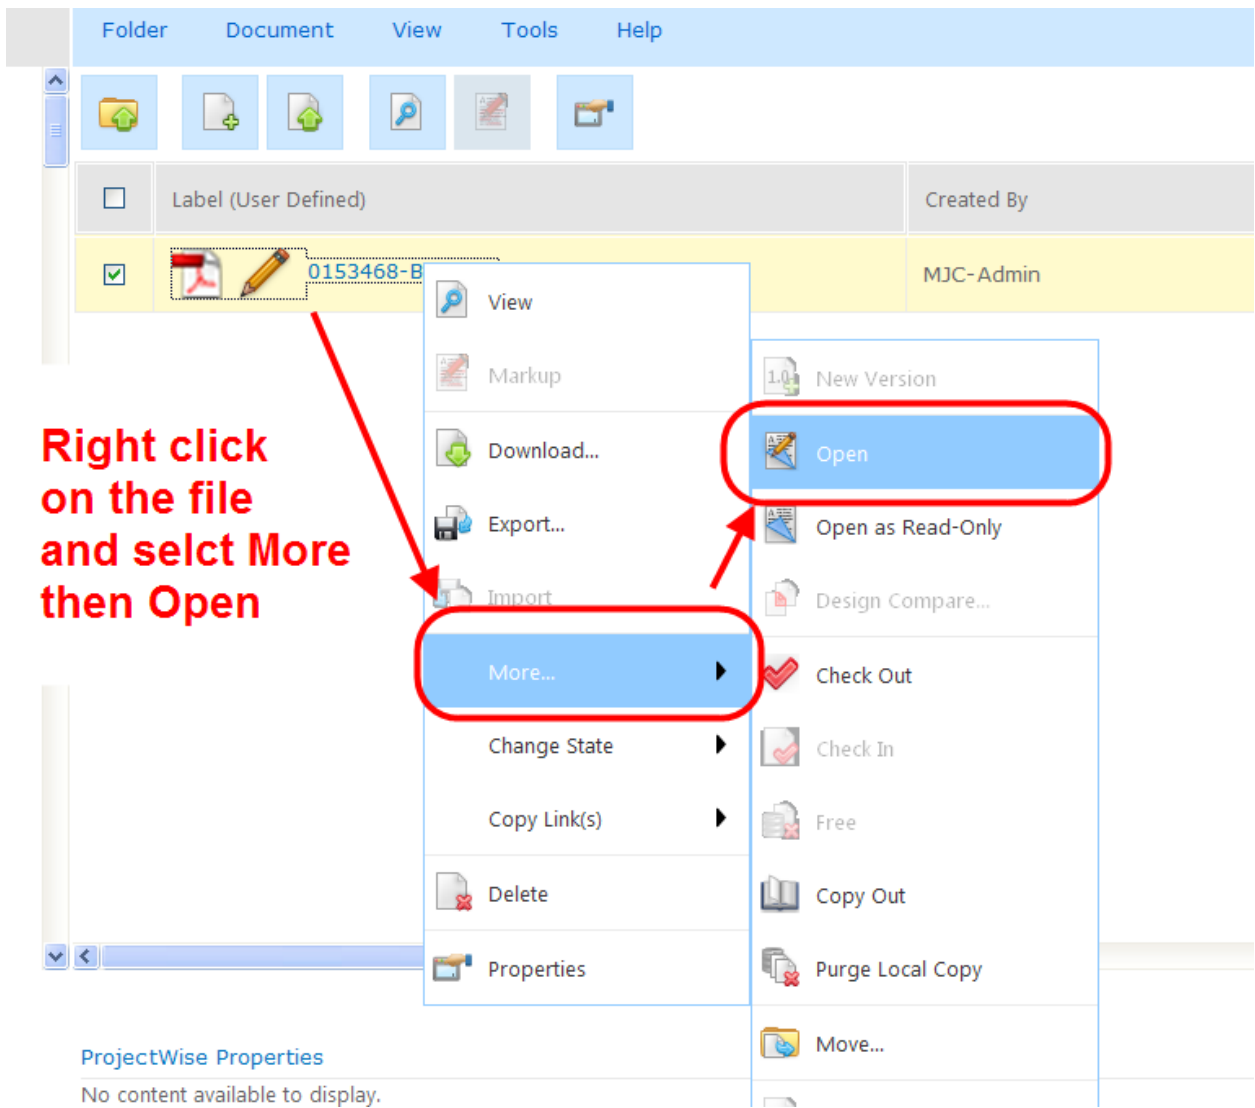 Folder Document View Tools Help
Label (User Defined) Created By
0153468-B MJC-Admin
View
Markup
Download...
Export...
Import
More...
Change State
Copy Link(s)
Delete
Properties
1.0 New Version
Open
Open as Read-Only
Design Compare...
Check Out
Check In
Free
Copy Out
Purge Local Copy
Move...
Right click
on the file
and selct More
then Open
ProjectWise Properties
No content available to display.